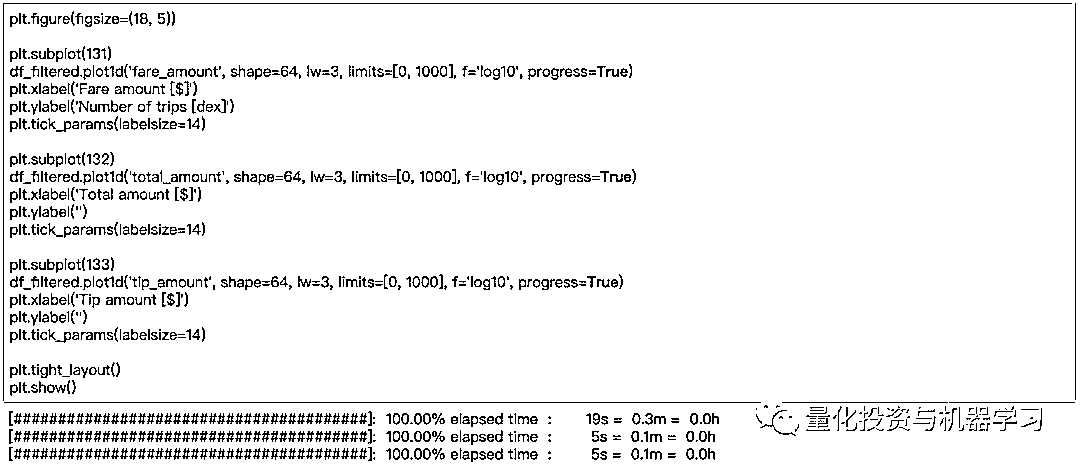 plt.figure(figsize=(18, 5))
plt.subplot(131)
df_filtered.plot1d('fare_amount', shape=64, lw=3, limits=[0, 1000], f='log10', progress=True)
plt.xlabel('Fare amount [$]')
plt.ylabel('Number of trips [dex]')
plt.tick_params(labelsize=14)
plt.subplot(132)
df_filtered.plot1d('total_amount', shape=64, lw=3, limits=[0, 1000], f='log10', progress=True)
plt.xlabel('Total amount [$]')
plt.ylabel('')
plt.tick_params(labelsize=14)
plt.subplot(133)
df_filtered.plot1d('tip_amount', shape=64, lw=3, limits=[0, 1000], f='log10', progress=True)
plt.xlabel('Tip amount [$]')
plt.ylabel('')
plt.tick_params(labelsize=14)
plt.tight_layout()
plt.show()
[########################################]: 100.00% elapsed time : 19s = 0.3m = 0.0h
[########################################]: 100.00% elapsed time : 5s = 0.1m = 0.0h
[########################################]: 100.00% elapsed time : 5s = 0.1m = 0.0h
量化投资与机器学习